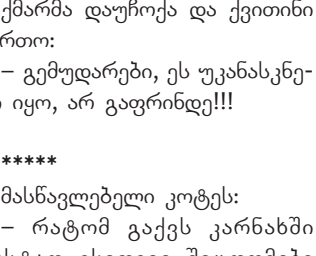 ქმარმა დაუჩოქა და ქვითინი
რთო:
– გემუდარები, ეს უკანასკნე-
იყო, არ გაფრინდე!!!
*****
მასწავლებელი კოტეს:
– რატომ გაქვს კარნახში